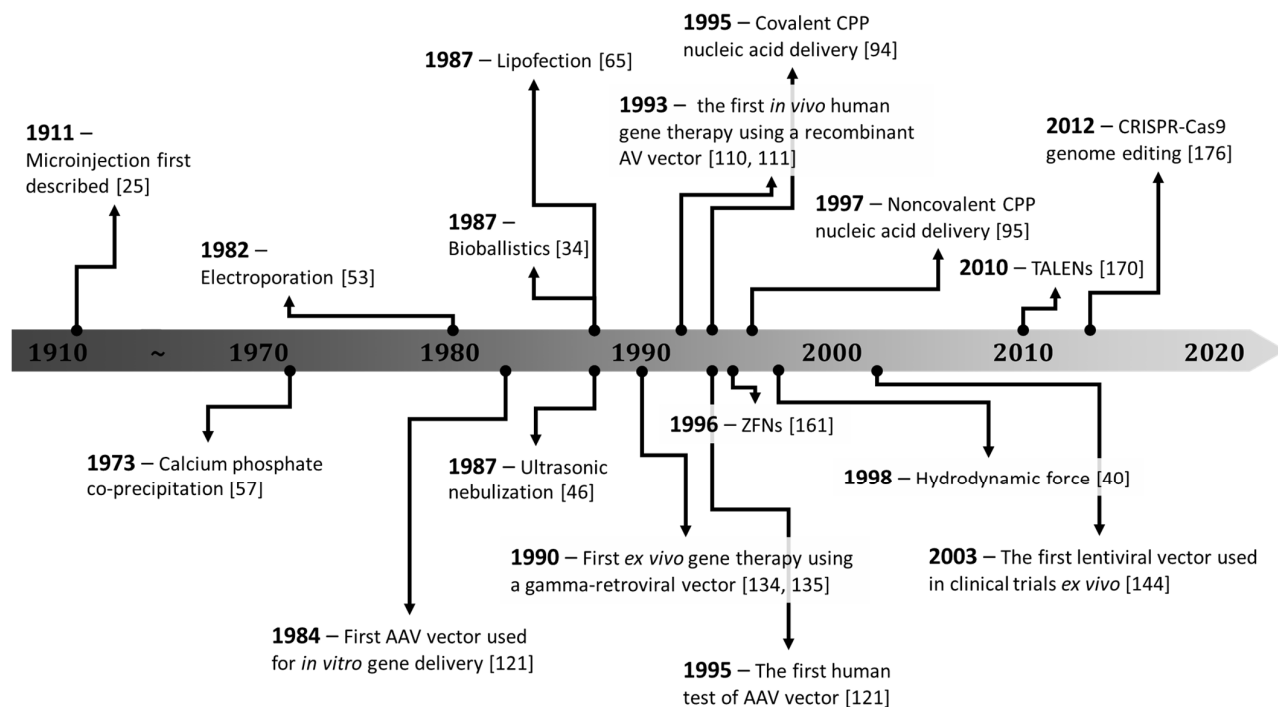 1995 – Covalent CPP
nucleic acid delivery [94]
1987 – Lipofection [65]
1993 – the first in vivo human
gene therapy using a recombinant
AV vector [110, 111]
1911 –
Microinjection first
described [25]
2012 – CRISPR-Cas9
genome editing [176]
1997 – Noncovalent CPP
nucleic acid delivery [95]
1987 –
Bioballistics [34]
1982 –
Electroporation [53]
2010 – TALENs [170]
1910 ~ 1970 1980 1990 2000 2010 2020
1996 – ZFNs [161]
1973 – Calcium phosphate
co-precipitation [57]
1987 – Ultrasonic
nebulization [46]
1998 – Hydrodynamic force [40]
1990 – First ex vivo gene therapy using
a gamma-retroviral vector [134, 135]
2003 – The first lentiviral vector used
in clinical trials ex vivo [144]
1984 – First AAV vector used
for in vitro gene delivery [121]
1995 – The first human
test of AAV vector [121]